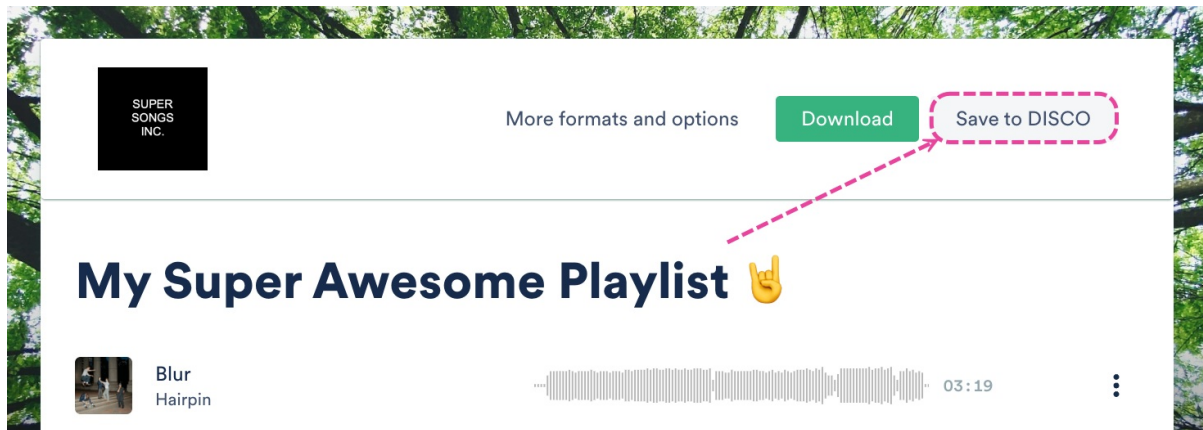 SUPER
SONGS
INC.
More formats and options
Download
Save to DISCO
My Super Awesome Playlist 🤘
Blur
Hairpin
03:19